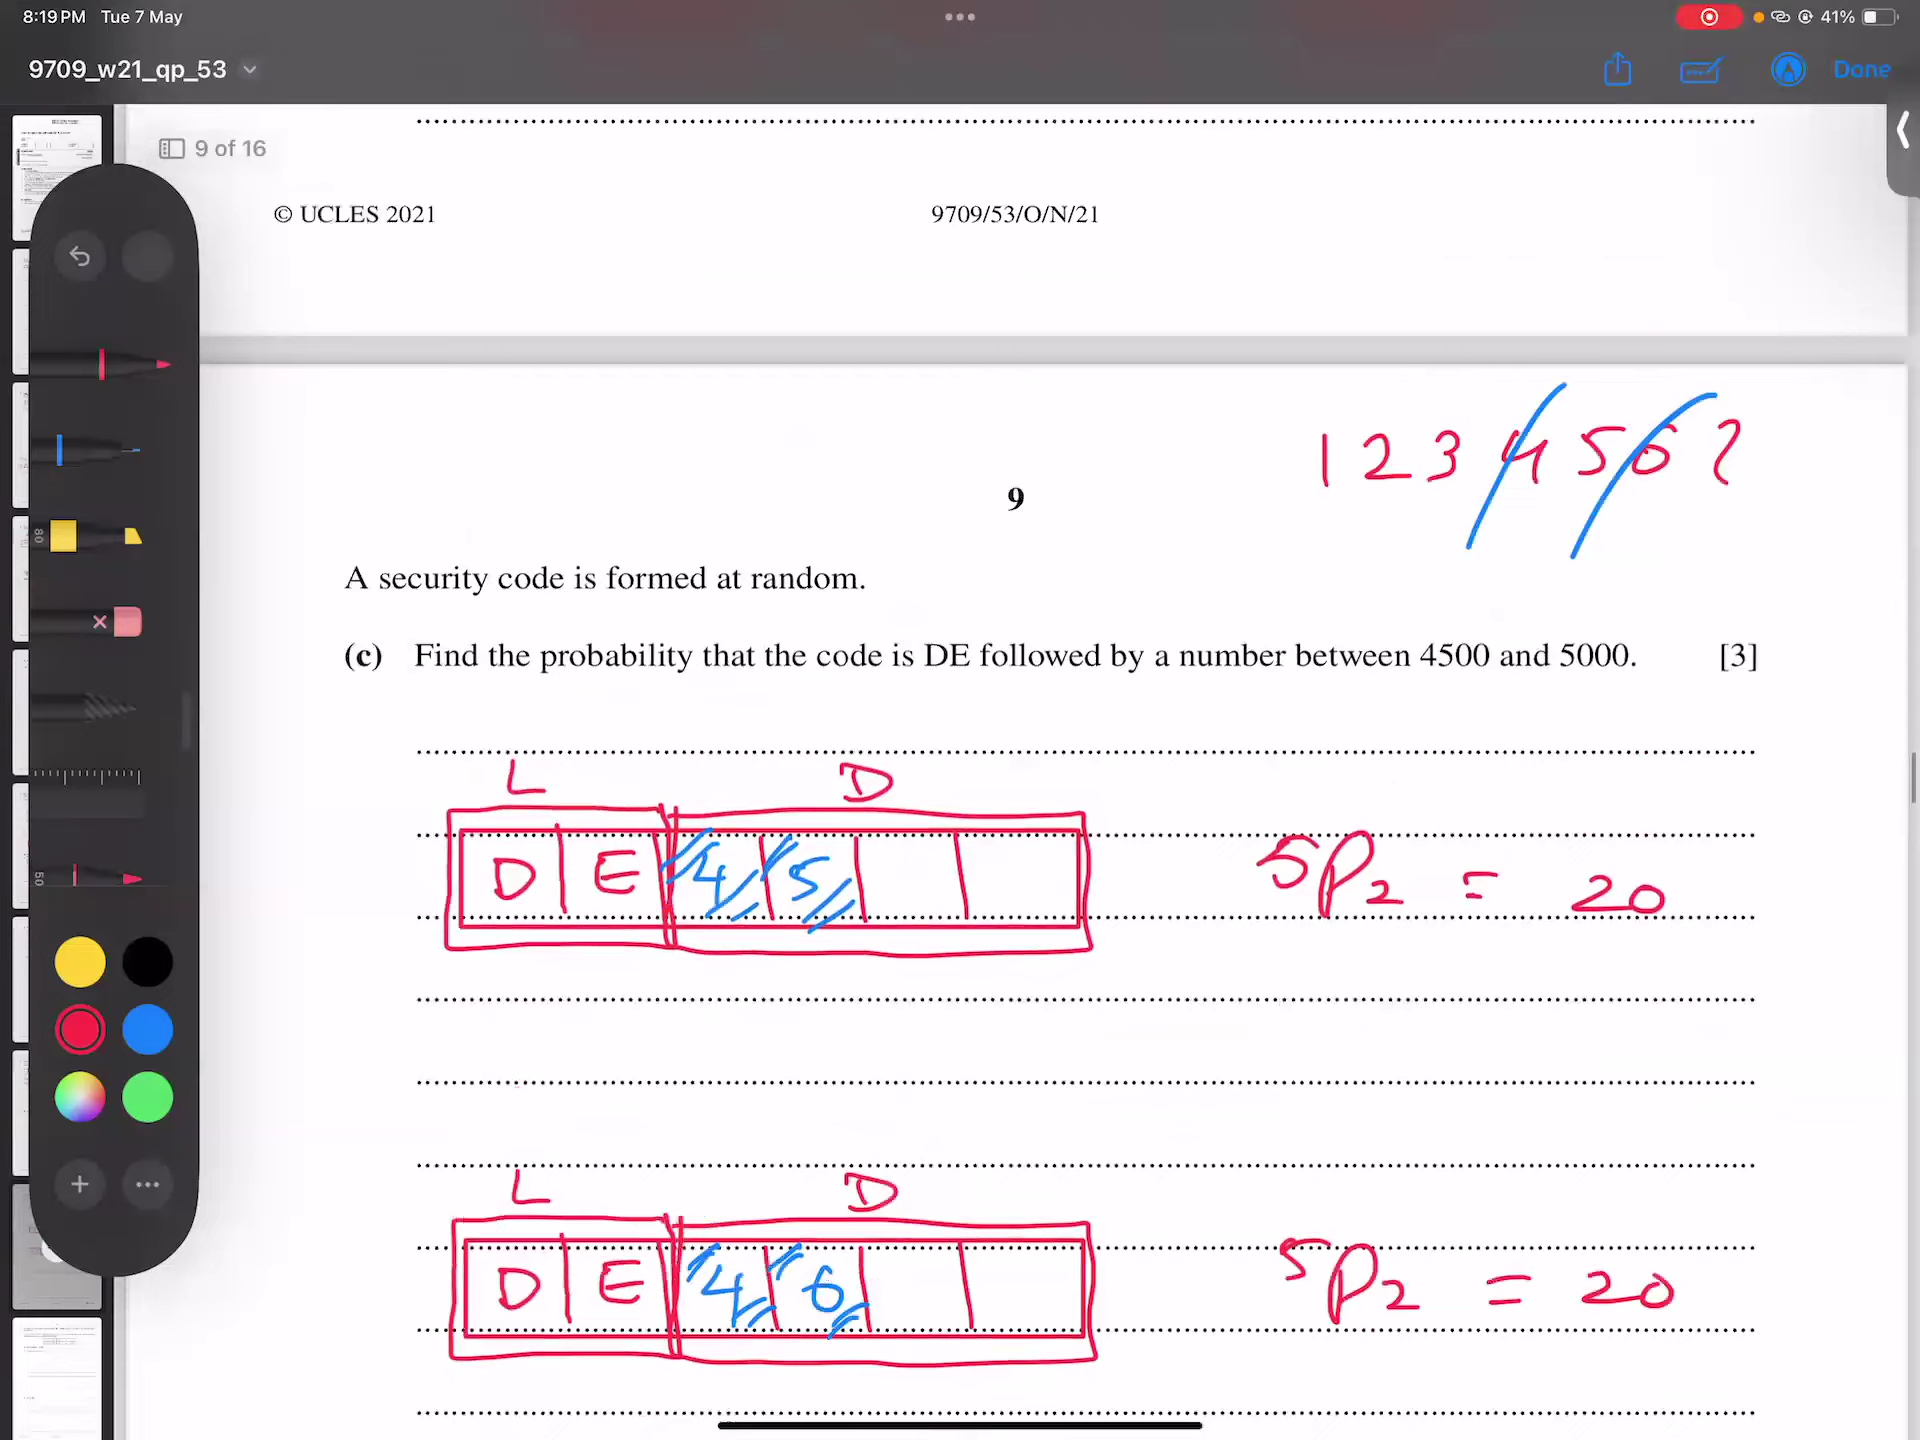 8:19 PM Tue 7 May
41%
9709_w21_qp_53
Done
9 of 16
© UCLES 2021
9709/53/O/N/21
1 2 3 4 5 6 7
9
A security code is formed at random.
(c) Find the probability that the code is DE followed by a number between 4500 and 5000. [3]
L D
D E 4 5
5P2 = 20
L D
D E 4 6
5P2 = 20
80
50